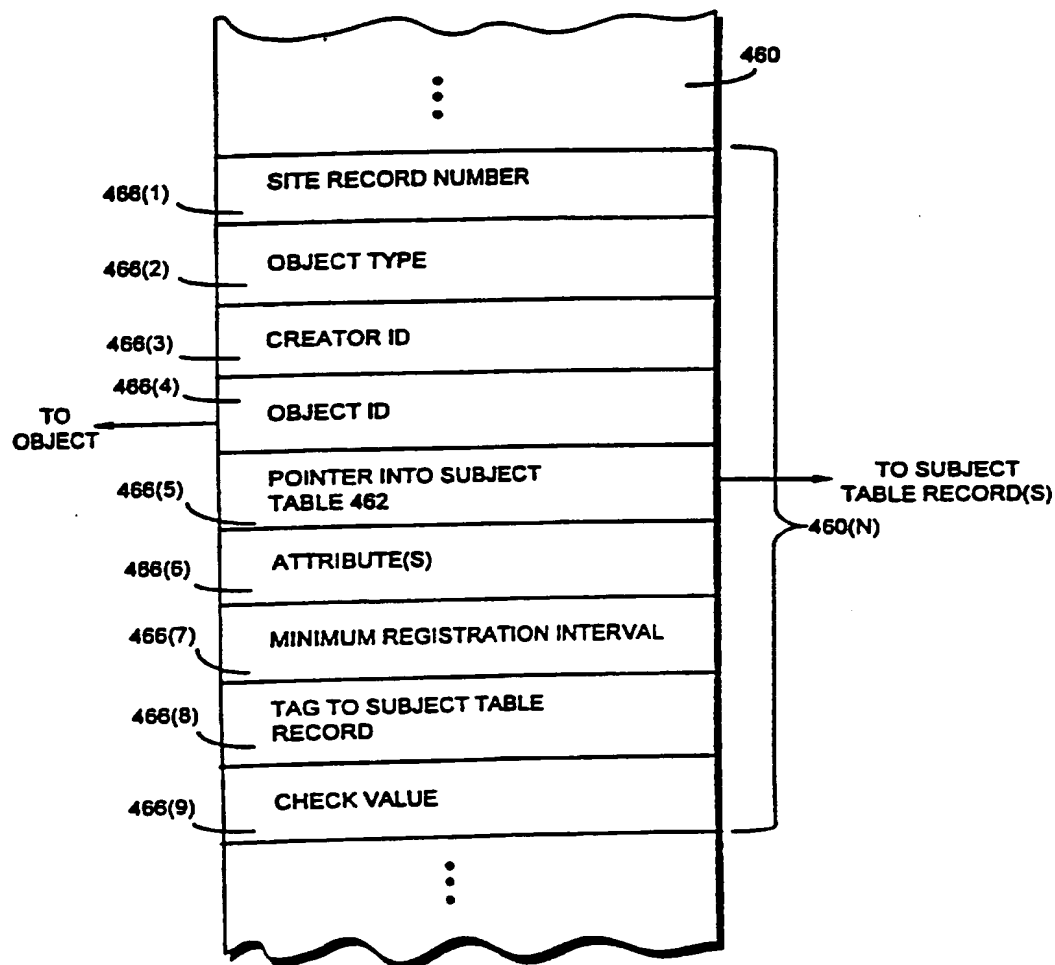 460
SITE RECORD NUMBER
466(1)
OBJECT TYPE
466(2)
CREATOR ID
466(3)
466(4)
OBJECT ID
TO
OBJECT
POINTER INTO SUBJECT
TABLE 462
466(5)
TO SUBJECT
TABLE RECORD(S)
460(N)
ATTRIBUTE(S)
466(6)
MINIMUM REGISTRATION INTERVAL
466(7)
TAG TO SUBJECT TABLE
RECORD
466(8)
CHECK VALUE
466(9)